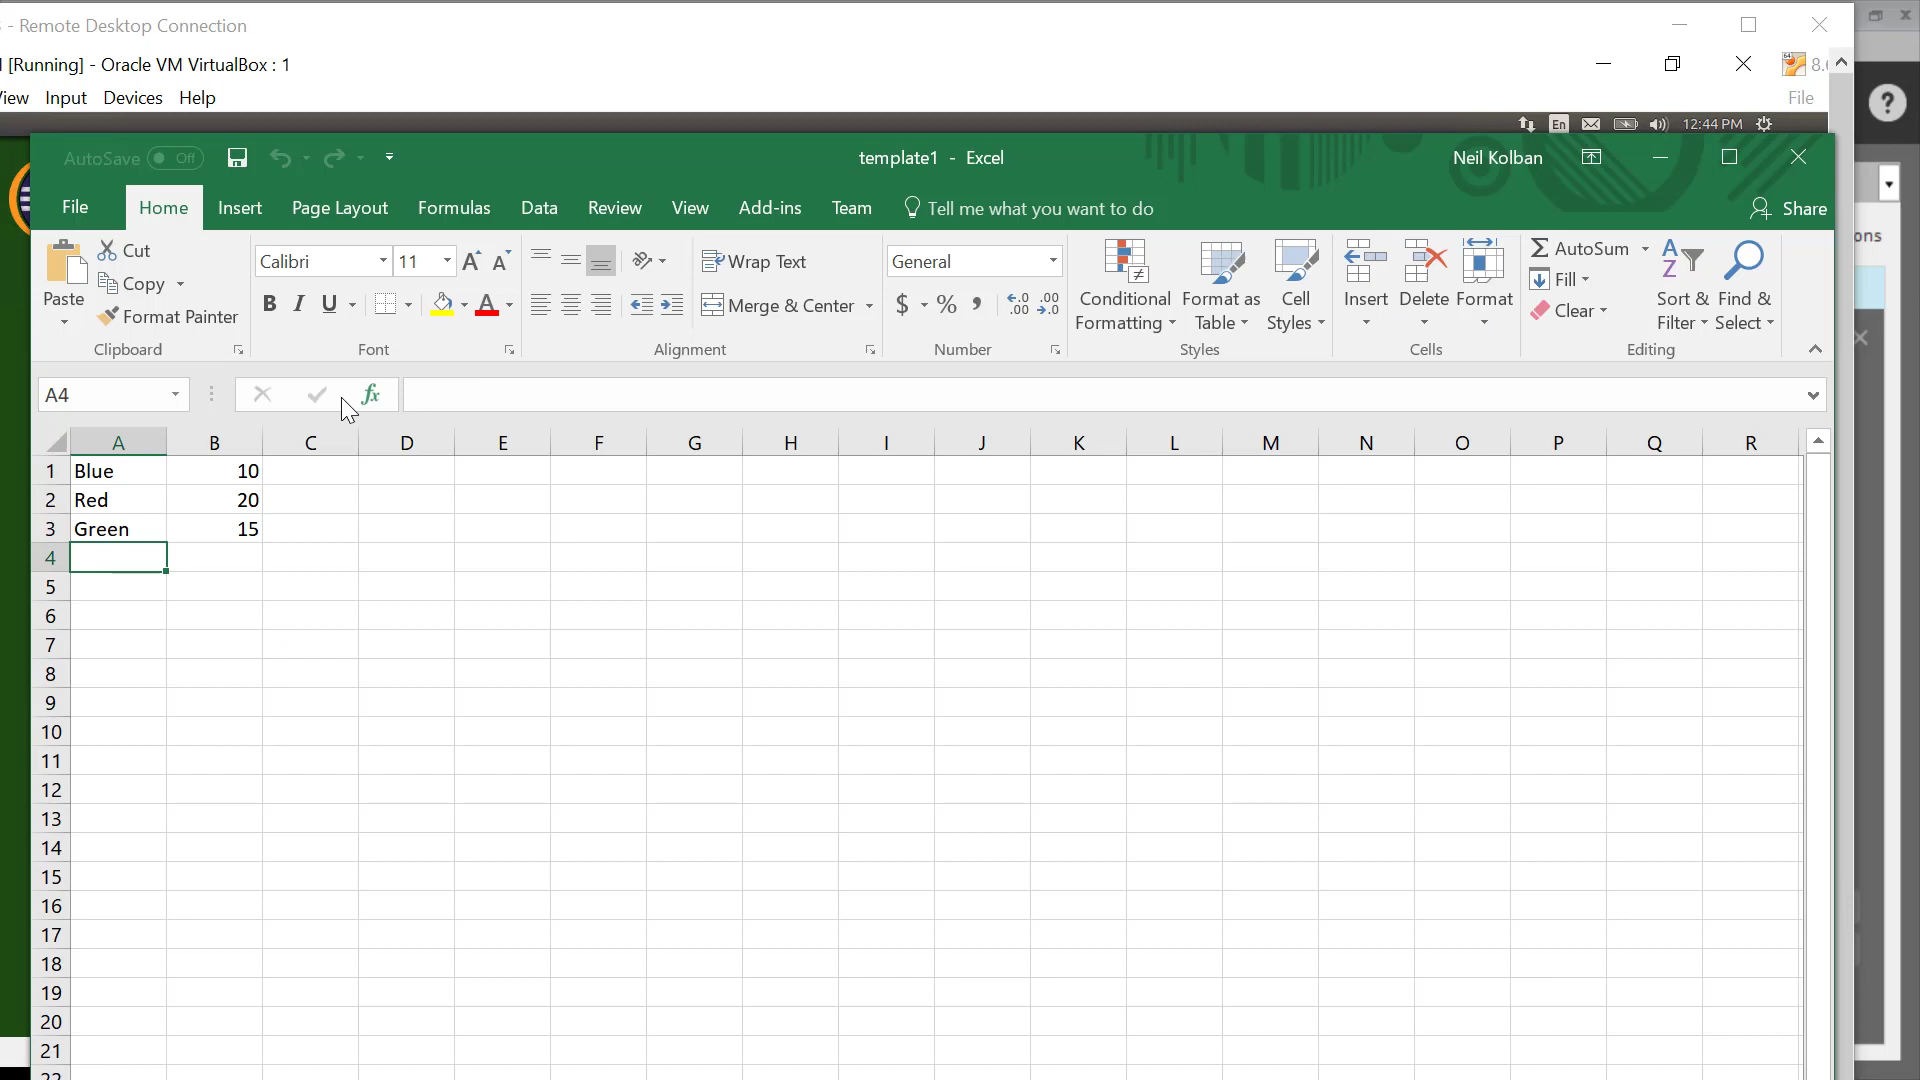 - Remote Desktop Connection
[Running] - Oracle VM VirtualBox : 1
View Input Devices Help
File
En 12:44 PM
AutoSave Off
template1 - Excel
Neil Kolban
File Home Insert Page Layout Formulas Data Review View Add-ins Team Tell me what you want to do Share
Paste Cut Copy Format Painter Clipboard
Calibri 11
B I U A
Font
Wrap Text
Merge & Center
Alignment
General
$ % ,
Number
Conditional Formatting
Format as Table
Cell Styles
Styles
Insert Delete Format
Cells
AutoSum
Fill
Clear
Sort & Filter
Find & Select
Editing
ons
A4 fx
A B C D E F G H I J K L M N O P Q R
1 Blue 10
2 Red 20
3 Green 15
4
5
6
7
8
9
10
11
12
13
14
15
16
17
18
19
20
21
22